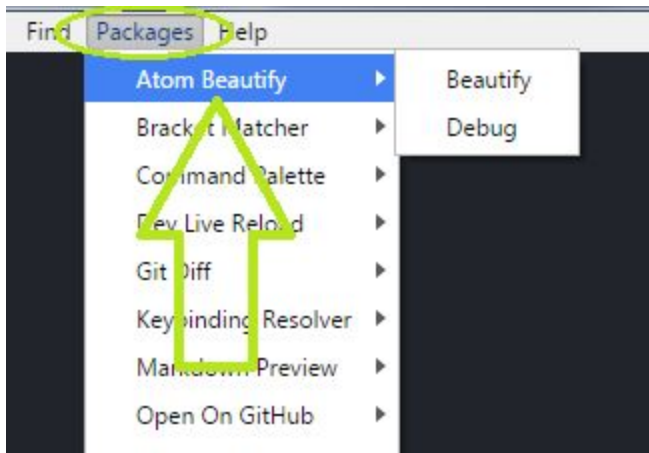 Find Packages Help
Atom Beautify Beautify
Bracket Matcher Debug
Command Palette
Dev Live Reload
Git Diff
Keybinding Resolver
Markdown Preview
Open On GitHub